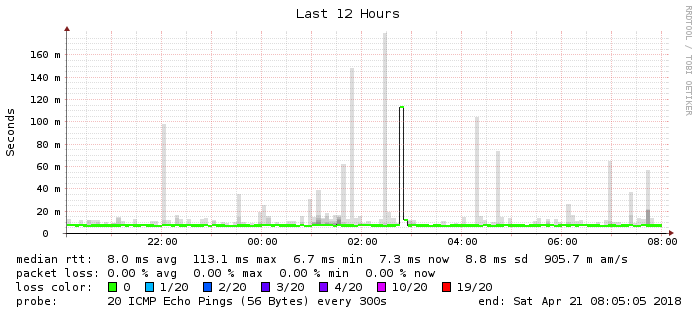 Last 12 Hours
RRDTOOL / TOBI OETIKER
Seconds
160 m
140 m
120 m
100 m
80 m
60 m
40 m
20 m
0
22:00 00:00 02:00 04:00 06:00 08:00
median rtt: 8.0 ms avg 113.1 ms max 6.7 ms min 7.3 ms now 8.8 ms sd 905.7 m am/s
packet loss: 0.00 % avg 0.00 % max 0.00 % min 0.00 % now
loss color: 0 1/20 2/20 3/20 4/20 10/20 19/20
probe: 20 ICMP Echo Pings (56 Bytes) every 300s end: Sat Apr 21 08:05:05 2018